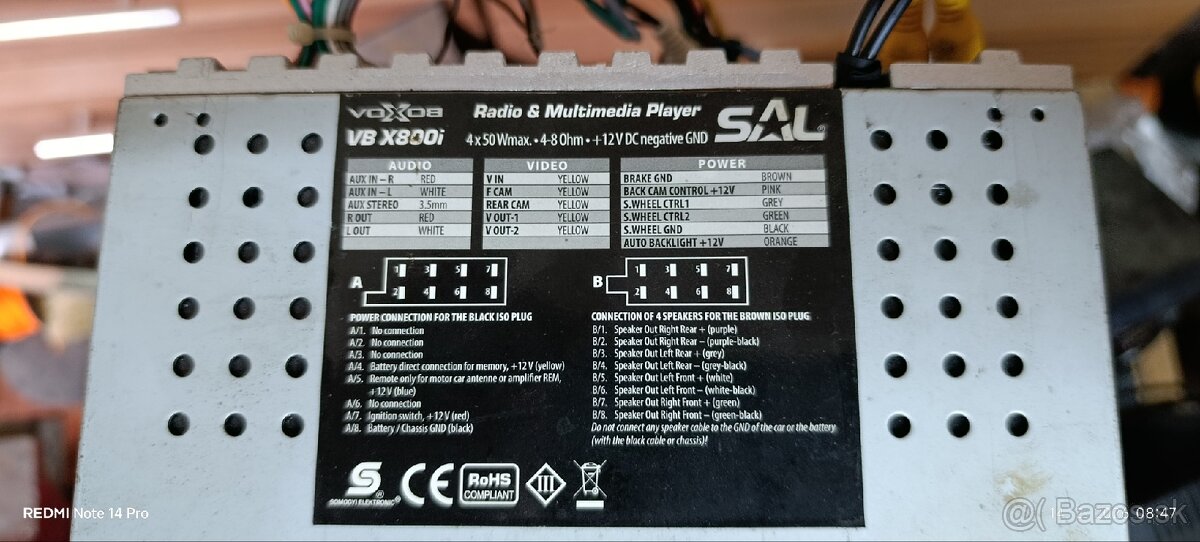 VOXBOX
Radio & Multimedia Player
SAL®
VB X800i
4 x 50 Wmax. • 4-8 Ohm • +12V DC negative GND
AUDIO
AUX IN – R RED
AUX IN – L WHITE
AUX STEREO 3.5mm
R OUT RED
L OUT WHITE
VIDEO
V IN YELLOW
F CAM YELLOW
REAR CAM YELLOW
V OUT-1 YELLOW
V OUT-2 YELLOW
POWER
BRAKE GND BROWN
BACK CAM CONTROL +12V PINK
S.WHEEL CTRL1 GREY
S.WHEEL CTRL2 GREEN
S.WHEEL GND BLACK
AUTO BACKLIGHT +12V ORANGE
A
1 3 5 7
2 4 6 8
POWER CONNECTION FOR THE BLACK ISO PLUG
A/1. No connection
A/2. No connection
A/3. No connection
A/4. Battery direct connection for memory, +12 V (yellow)
A/5. Remote only for motor car antenne or amplifier REM,
+12 V (blue)
A/6. No connection
A/7. Ignition switch, +12 V (red)
A/8. Battery / Chassis GND (black)
B
1 3 5 7
2 4 6 8
CONNECTION OF 4 SPEAKERS FOR THE BROWN ISO PLUG
B/1. Speaker Out Right Rear + (purple)
B/2. Speaker Out Right Rear – (purple-black)
B/3. Speaker Out Left Rear + (grey)
B/4. Speaker Out Left Rear – (grey-black)
B/5. Speaker Out Left Front + (white)
B/6. Speaker Out Left Front – (white-black)
B/7. Speaker Out Right Front + (green)
B/8. Speaker Out Right Front – (green-black)
Do not connect any speaker cable to the GND of the car or the battery
(with the black cable or chassis)!
S
SOMOGYI ELEKTRONIC®
CE
RoHS
COMPLIANT
III
REDMI Note 14 Pro
08:47
Bazos.sk